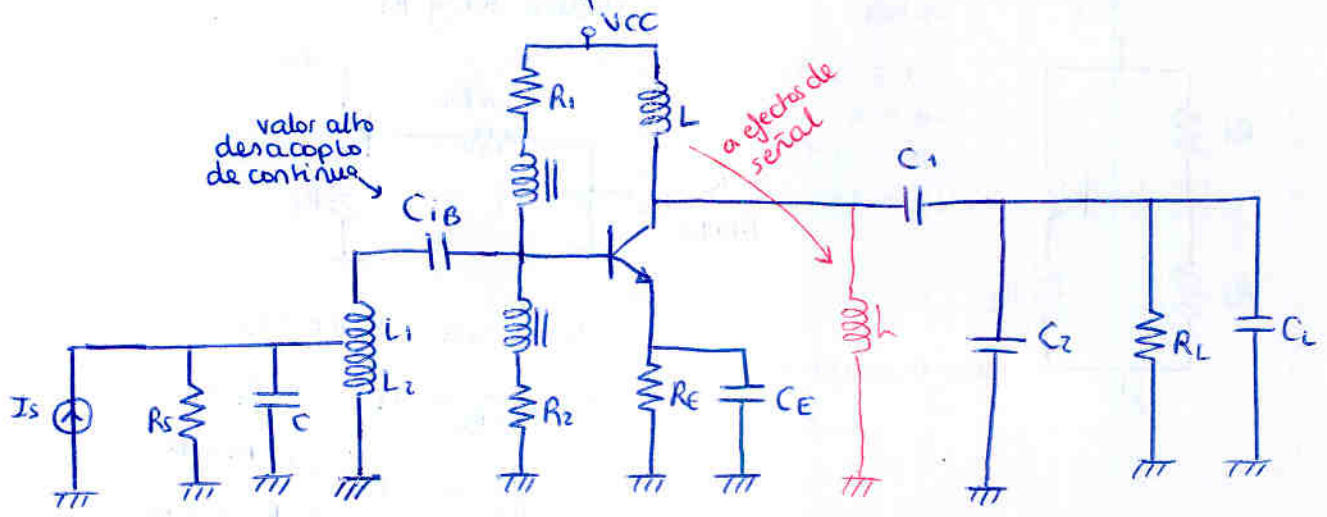 VCC
R1
L
a efectos de
señal
valor alto
desacoplo
de continua
CiB
C1
L1
L2
Is
Rs
C
R2
RE
CE
L
C2
RL
CL